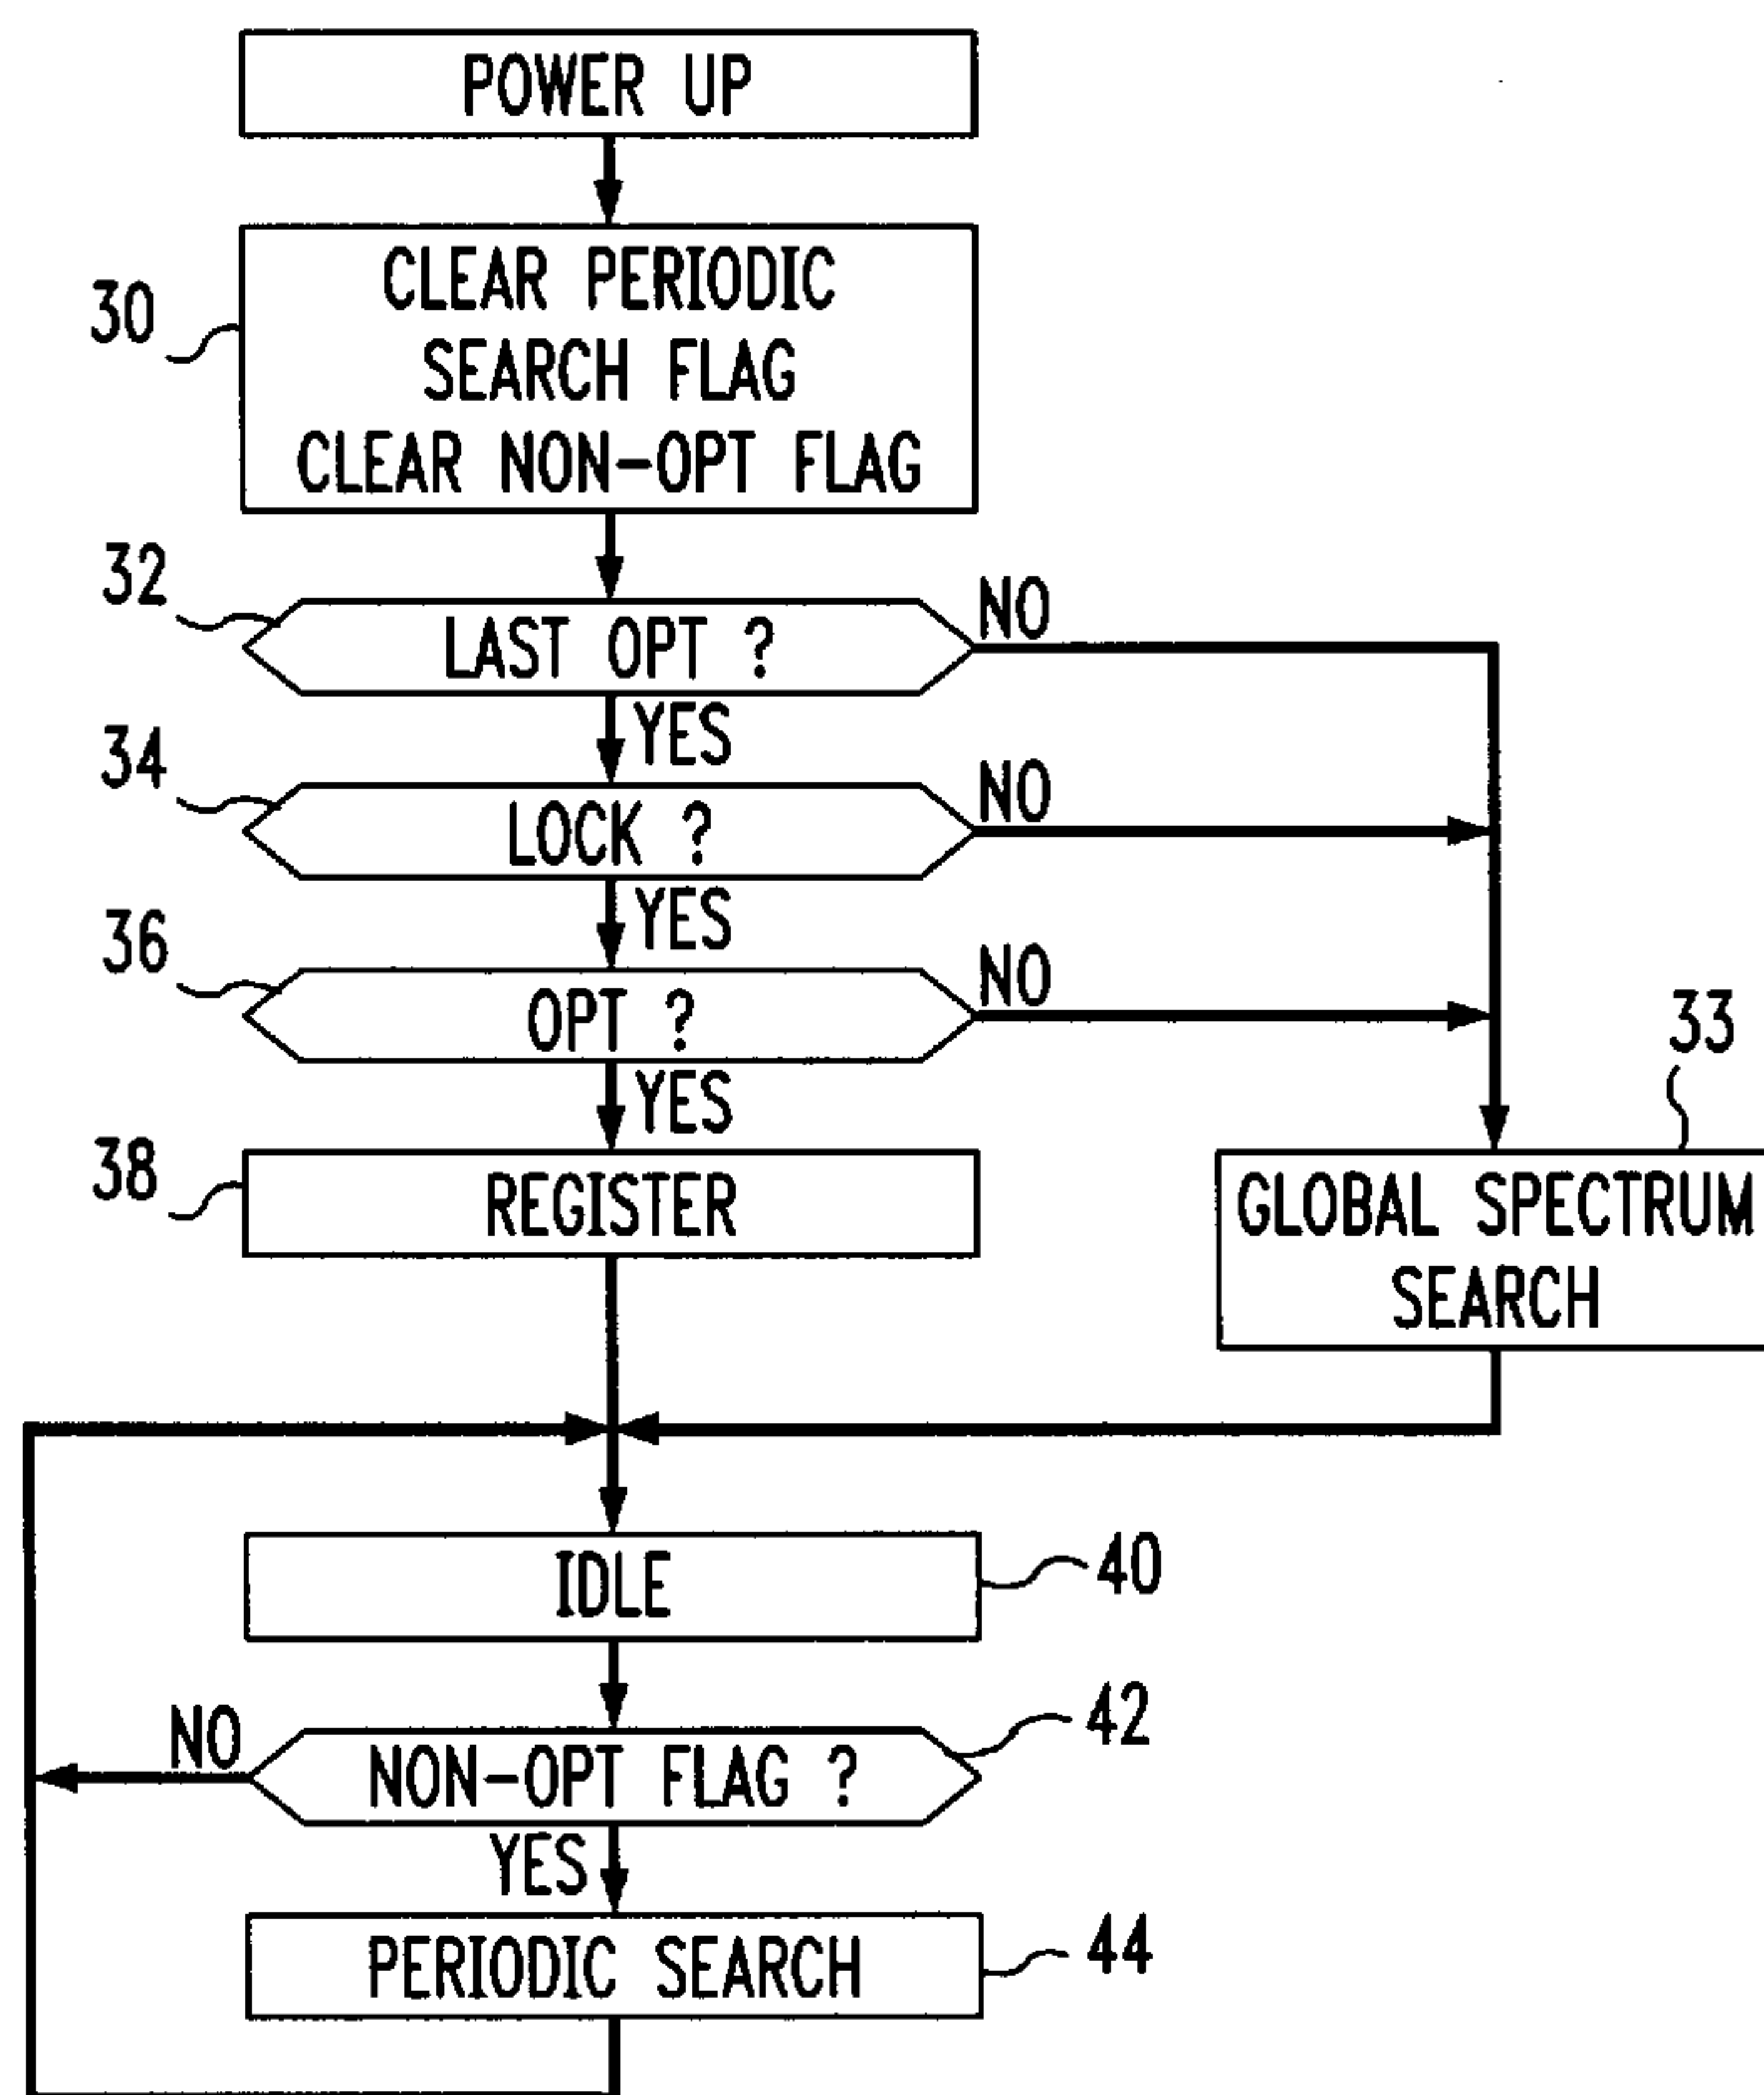 POWER UP
30
CLEAR PERIODIC
SEARCH FLAG
CLEAR NON-OPT FLAG
32
LAST OPT ?
NO
YES
34
LOCK ?
NO
YES
36
OPT ?
NO
YES
33
38
REGISTER
GLOBAL SPECTRUM
SEARCH
IDLE
40
NO
NON-OPT FLAG ?
42
YES
PERIODIC SEARCH
44